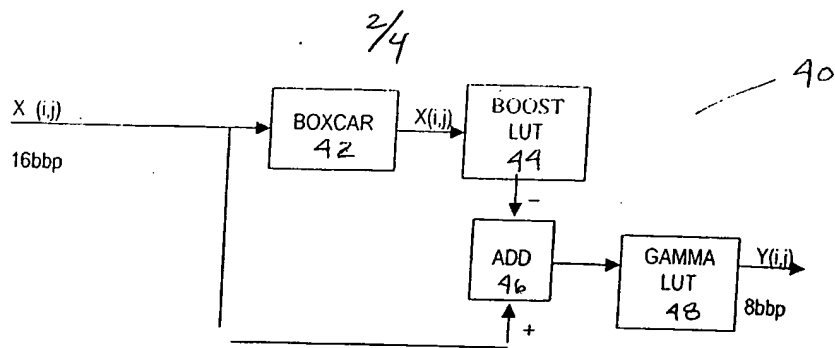 2/4
40
X (i,j)
16bbp
BOXCAR
42
X(i,j)
BOOST
LUT
44
−
ADD
46
+
GAMMA
LUT
48
Y(i,j)
8bbp